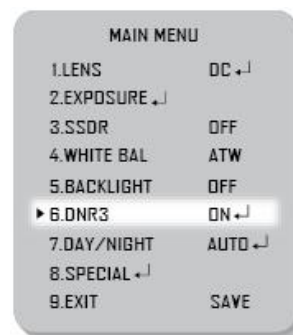 MAIN MENU
1.LENS DC ↵
2.EXPOSURE ↵
3.SSDR OFF
4.WHITE BAL ATW
5.BACKLIGHT OFF
▶ 6.DNR3 ON ↵
7.DAY/NIGHT AUTO ↵
8.SPECIAL ↵
9.EXIT SAVE